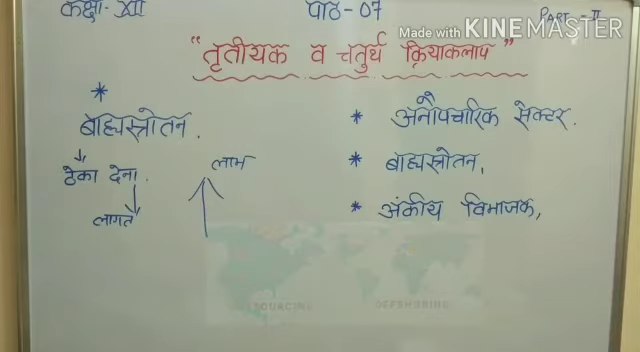 कक्षा-XII पाठ-07 PART-II
Made with KINEMASTER
"तृतीयक व चतुर्थ क्रियाकलाप"
* बाह्यस्त्रोतन.
ठेका देना.
लागत
लाभ
* अनौपचारिक सेक्टर.
* बाह्यस्त्रोतन,
* अंकीय विभाजक,
OFFSHORING